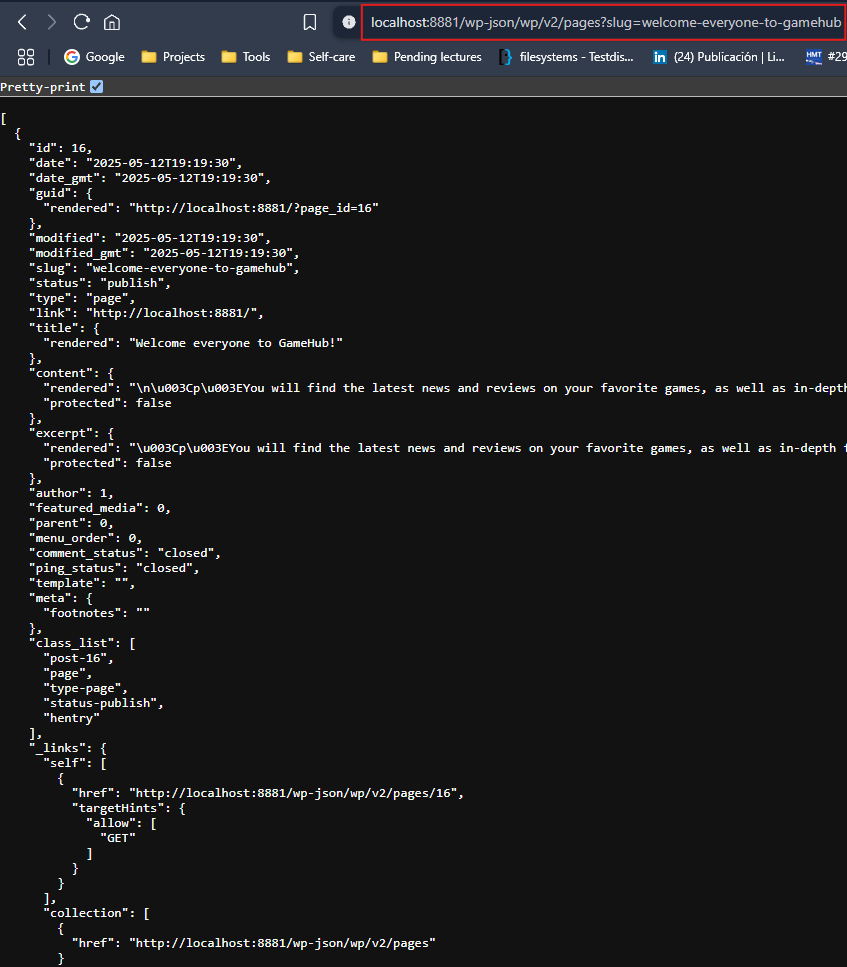 localhost:8881/wp-json/wp/v2/pages?slug=welcome-everyone-to-gamehub
Google Projects Tools Self-care Pending lectures filesystems - Testdis... in (24) Publicación | Li... HMT #29
Pretty-print
[
  {
    "id": 16,
    "date": "2025-05-12T19:19:30",
    "date_gmt": "2025-05-12T19:19:30",
    "guid": {
      "rendered": "http://localhost:8881/?page_id=16"
    },
    "modified": "2025-05-12T19:19:30",
    "modified_gmt": "2025-05-12T19:19:30",
    "slug": "welcome-everyone-to-gamehub",
    "status": "publish",
    "type": "page",
    "link": "http://localhost:8881/",
    "title": {
      "rendered": "Welcome everyone to GameHub!"
    },
    "content": {
      "rendered": "\n\u003Cp\u003EYou will find the latest news and reviews on your favorite games, as well as in-depth
      "protected": false
    },
    "excerpt": {
      "rendered": "\u003Cp\u003EYou will find the latest news and reviews on your favorite games, as well as in-depth f
      "protected": false
    },
    "author": 1,
    "featured_media": 0,
    "parent": 0,
    "menu_order": 0,
    "comment_status": "closed",
    "ping_status": "closed",
    "template": "",
    "meta": {
      "footnotes": ""
    },
    "class_list": [
      "post-16",
      "page",
      "type-page",
      "status-publish",
      "hentry"
    ],
    "_links": {
      "self": [
        {
          "href": "http://localhost:8881/wp-json/wp/v2/pages/16",
          "targetHints": {
            "allow": [
              "GET"
            ]
          }
        }
      ],
      "collection": [
        {
          "href": "http://localhost:8881/wp-json/wp/v2/pages"
        }